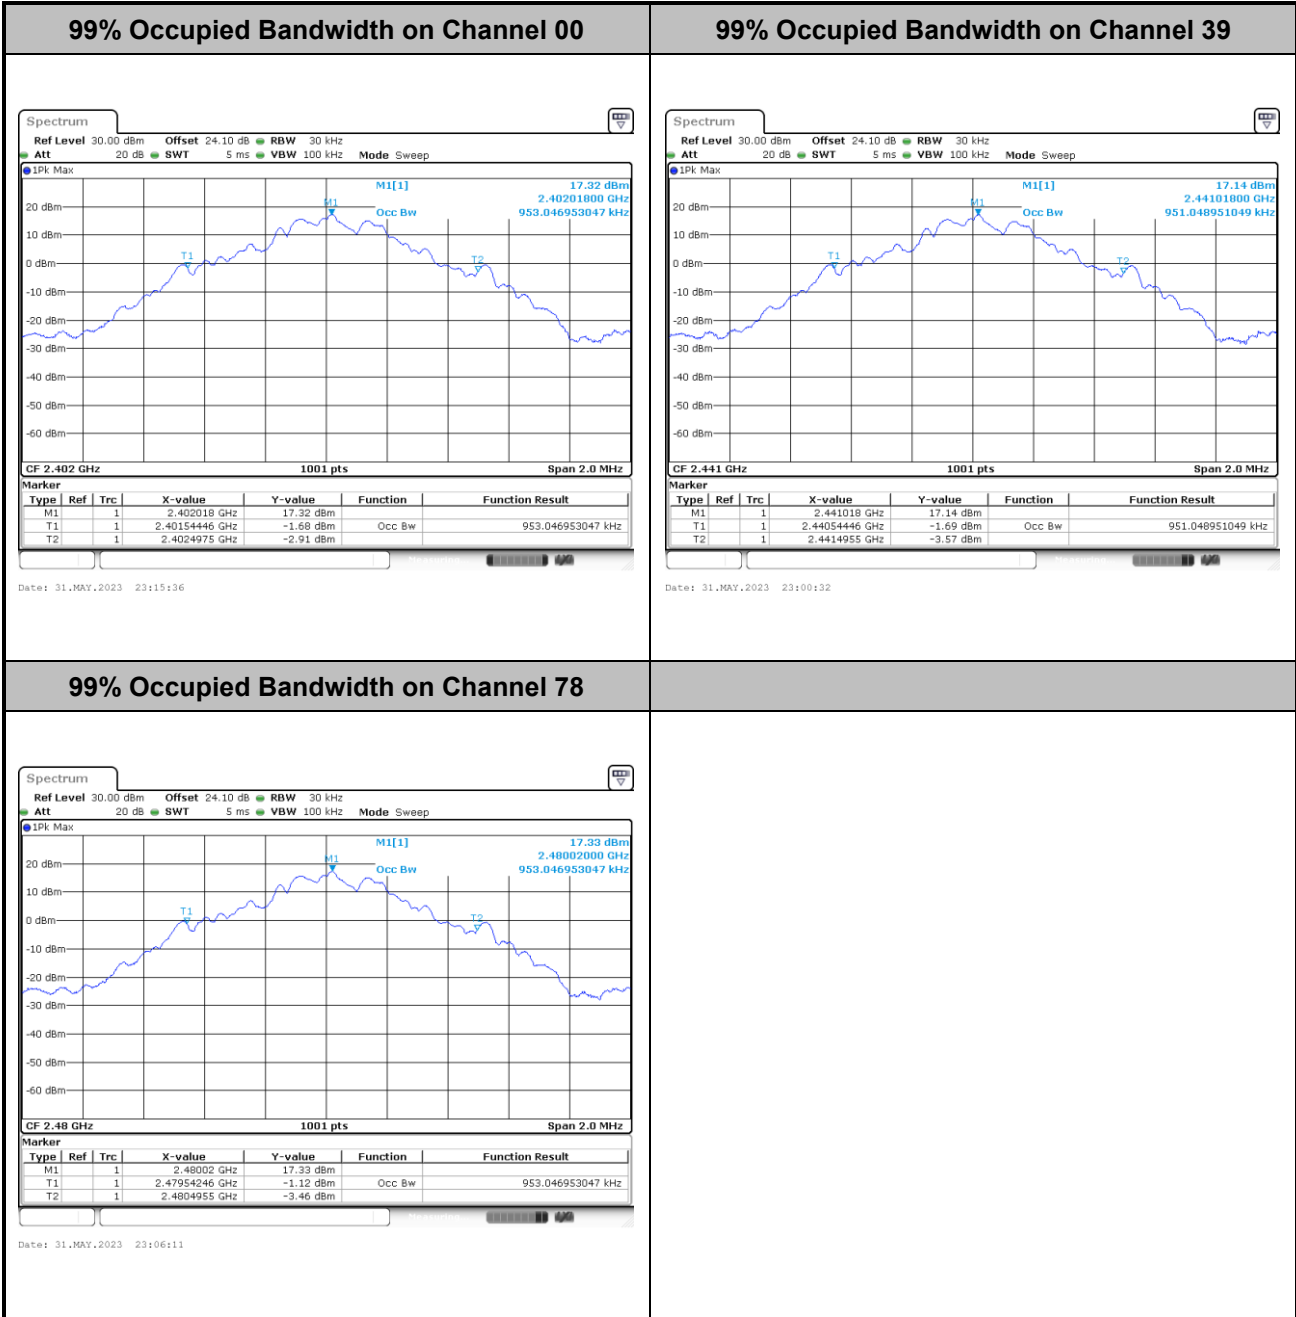 99% Occupied Bandwidth on Channel 00
Spectrum
Ref Level 30.00 dBm Offset 24.10 dB RBW 30 kHz
Att 20 dB SWT 5 ms VBW 100 kHz Mode Sweep
1Pk Max
M1[1] 17.32 dBm
2.40201800 GHz
Occ Bw 953.046953047 kHz
M1
T1
T2
20 dBm
10 dBm
0 dBm
-10 dBm
-20 dBm
-30 dBm
-40 dBm
-50 dBm
-60 dBm
CF 2.402 GHz 1001 pts Span 2.0 MHz
Marker
Type Ref Trc X-value Y-value Function Function Result
M1 1 2.402018 GHz 17.32 dBm
T1 1 2.40154446 GHz -1.68 dBm Occ Bw 953.046953047 kHz
T2 1 2.4024975 GHz -2.91 dBm
Date: 31.MAY.2023 23:15:36
99% Occupied Bandwidth on Channel 39
Spectrum
Ref Level 30.00 dBm Offset 24.10 dB RBW 30 kHz
Att 20 dB SWT 5 ms VBW 100 kHz Mode Sweep
1Pk Max
M1[1] 17.14 dBm
2.44101800 GHz
Occ Bw 951.048951049 kHz
M1
T1
T2
20 dBm
10 dBm
0 dBm
-10 dBm
-20 dBm
-30 dBm
-40 dBm
-50 dBm
-60 dBm
CF 2.441 GHz 1001 pts Span 2.0 MHz
Marker
Type Ref Trc X-value Y-value Function Function Result
M1 1 2.441018 GHz 17.14 dBm
T1 1 2.44054446 GHz -1.69 dBm Occ Bw 951.048951049 kHz
T2 1 2.4414955 GHz -3.57 dBm
Date: 31.MAY.2023 23:00:32
99% Occupied Bandwidth on Channel 78
Spectrum
Ref Level 30.00 dBm Offset 24.10 dB RBW 30 kHz
Att 20 dB SWT 5 ms VBW 100 kHz Mode Sweep
1Pk Max
M1[1] 17.33 dBm
2.48002000 GHz
Occ Bw 953.046953047 kHz
M1
T1
T2
20 dBm
10 dBm
0 dBm
-10 dBm
-20 dBm
-30 dBm
-40 dBm
-50 dBm
-60 dBm
CF 2.48 GHz 1001 pts Span 2.0 MHz
Marker
Type Ref Trc X-value Y-value Function Function Result
M1 1 2.48002 GHz 17.33 dBm
T1 1 2.47954246 GHz -1.12 dBm Occ Bw 953.046953047 kHz
T2 1 2.4804955 GHz -3.46 dBm
Date: 31.MAY.2023 23:06:11